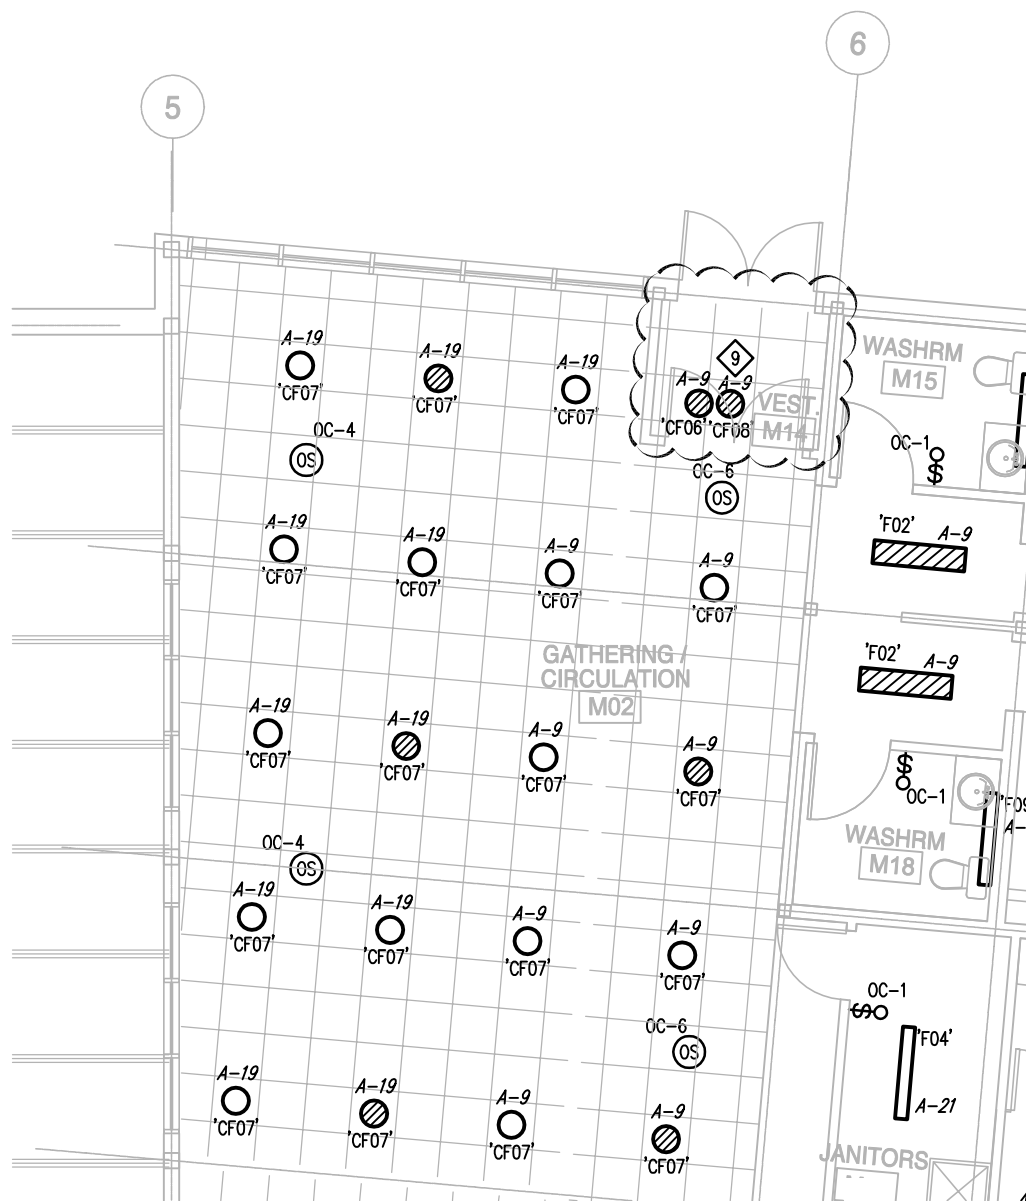 6
5
A-19
'CF07'
A-19
'CF07'
A-19
'CF07'
9
A-9
'CF06'
A-9
'CF08'
VEST.
M14
WASHRM
M15
OC-4
OS
OC-6
OS
OC-1
$
A-19
'CF07'
A-19
'CF07'
A-9
'CF07'
A-9
'CF07'
'F02'
A-9
GATHERING /
CIRCULATION
M02
'F02'
A-9
A-19
'CF07'
A-19
'CF07'
A-9
'CF07'
A-9
'CF07'
$
OC-1
WASHRM
M18
OC-4
OS
A-19
'CF07'
A-19
'CF07'
A-9
'CF07'
A-9
'CF07'
OC-6
OS
OC-1
$
'F04'
A-21
A-19
'CF07'
A-19
'CF07'
A-9
'CF07'
A-9
'CF07'
JANITORS